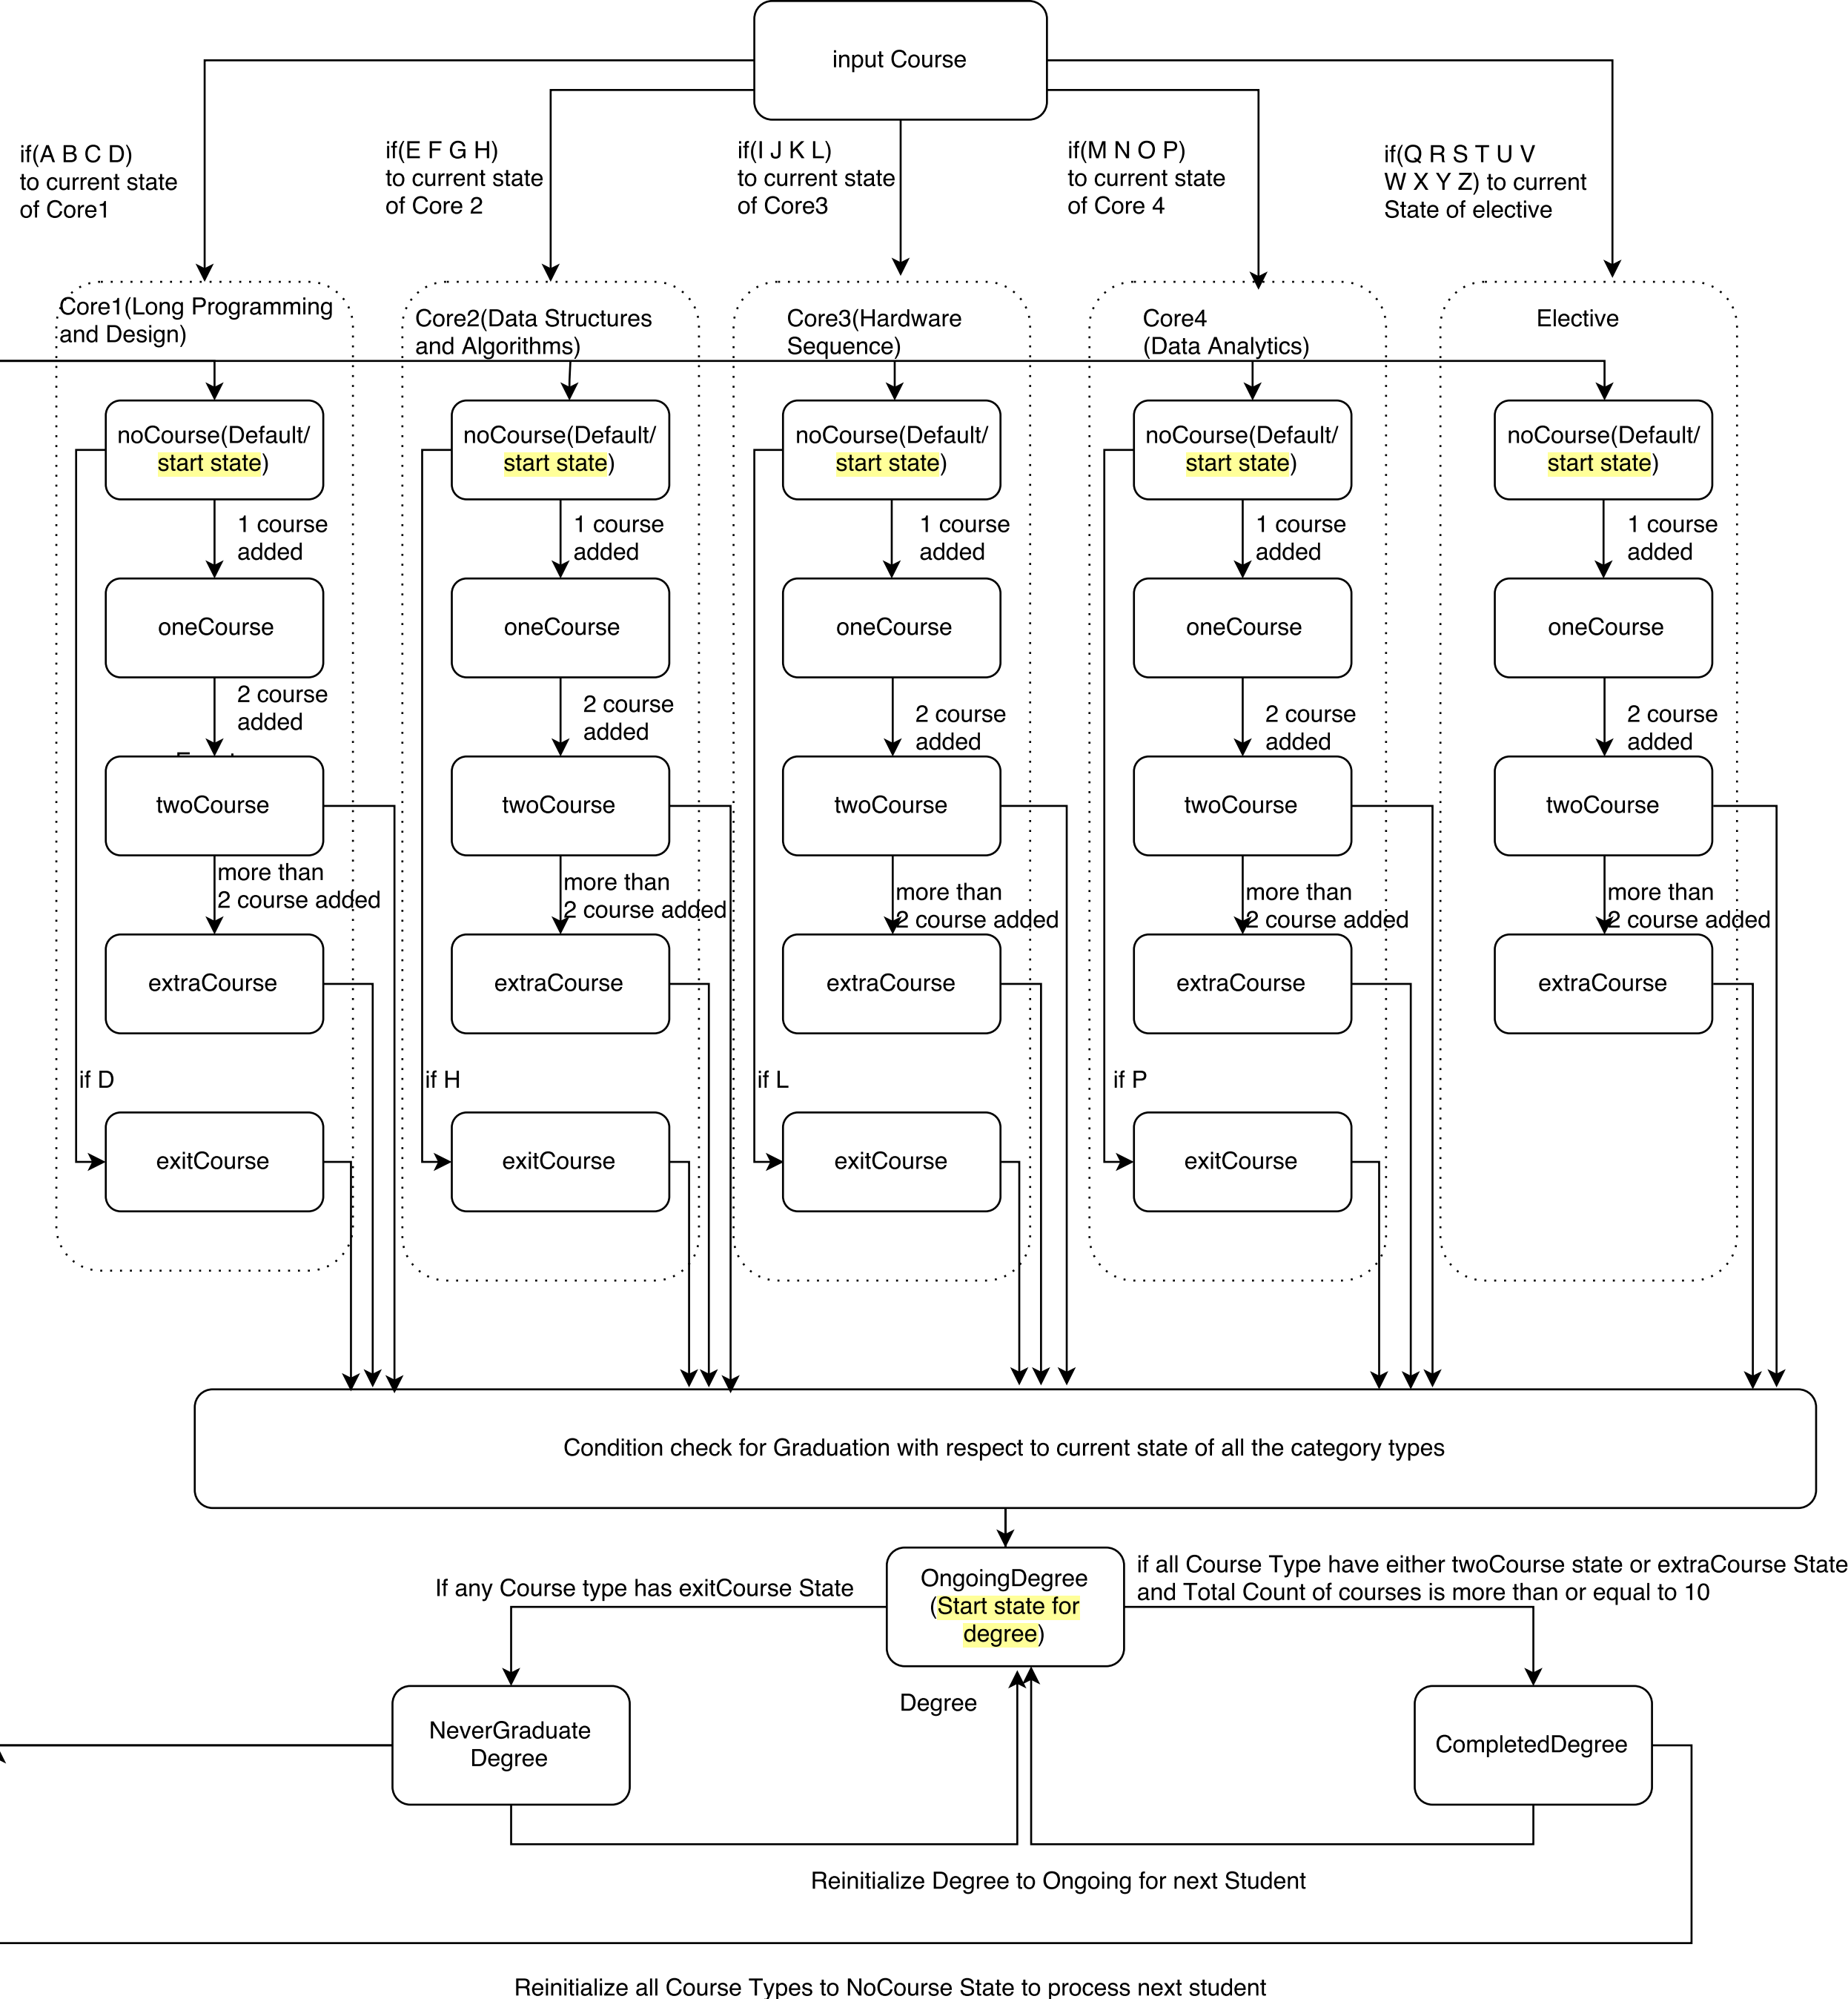 input Course
if(A B C D)
to current state
of Core1
if(E F G H)
to current state
of Core 2
if(I J K L)
to current state
of Core3
if(M N O P)
to current state
of Core 4
if(Q R S T U V
W X Y Z) to current
State of elective
Core1(Long Programming
and Design)
Core2(Data Structures
and Algorithms)
Core3(Hardware
Sequence)
Core4
(Data Analytics)
Elective
noCourse(Default/
start state)
noCourse(Default/
start state)
noCourse(Default/
start state)
noCourse(Default/
start state)
noCourse(Default/
start state)
1 course
added
1 course
added
1 course
added
1 course
added
1 course
added
oneCourse
oneCourse
oneCourse
oneCourse
oneCourse
2 course
added
2 course
added
2 course
added
2 course
added
2 course
added
twoCourse
twoCourse
twoCourse
twoCourse
twoCourse
more than
2 course added
more than
2 course added
more than
2 course added
more than
2 course added
more than
2 course added
extraCourse
extraCourse
extraCourse
extraCourse
extraCourse
if D
if H
if L
if P
exitCourse
exitCourse
exitCourse
exitCourse
Condition check for Graduation with respect to current state of all the category types
If any Course type has exitCourse State
OngoingDegree
(Start state for
degree)
if all Course Type have either twoCourse state or extraCourse State
and Total Count of courses is more than or equal to 10
Degree
NeverGraduate
Degree
CompletedDegree
Reinitialize Degree to Ongoing for next Student
Reinitialize all Course Types to NoCourse State to process next student